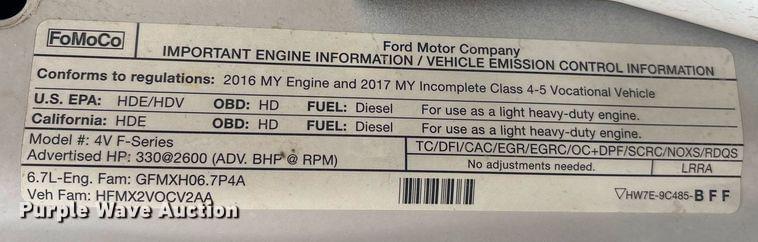 FoMoCo
Ford Motor Company
IMPORTANT ENGINE INFORMATION / VEHICLE EMISSION CONTROL INFORMATION
Conforms to regulations: 2016 MY Engine and 2017 MY Incomplete Class 4-5 Vocational Vehicle
U.S. EPA: HDE/HDV OBD: HD FUEL: Diesel For use as a light heavy-duty engine.
California: HDE OBD: HD FUEL: Diesel For use as a light heavy-duty engine.
Model #: 4V F-Series
Advertised HP: 330@2600 (ADV. BHP @ RPM)
TC/DFI/CAC/EGR/EGRC/OC+DPF/SCRC/NOXS/RDQS
No adjustments needed. LRRA
6.7L-Eng. Fam: GFMXH06.7P4A
Veh Fam: HFMX2VOCV2AA
HW7E-9C485-BFF
Purple Wave Auction